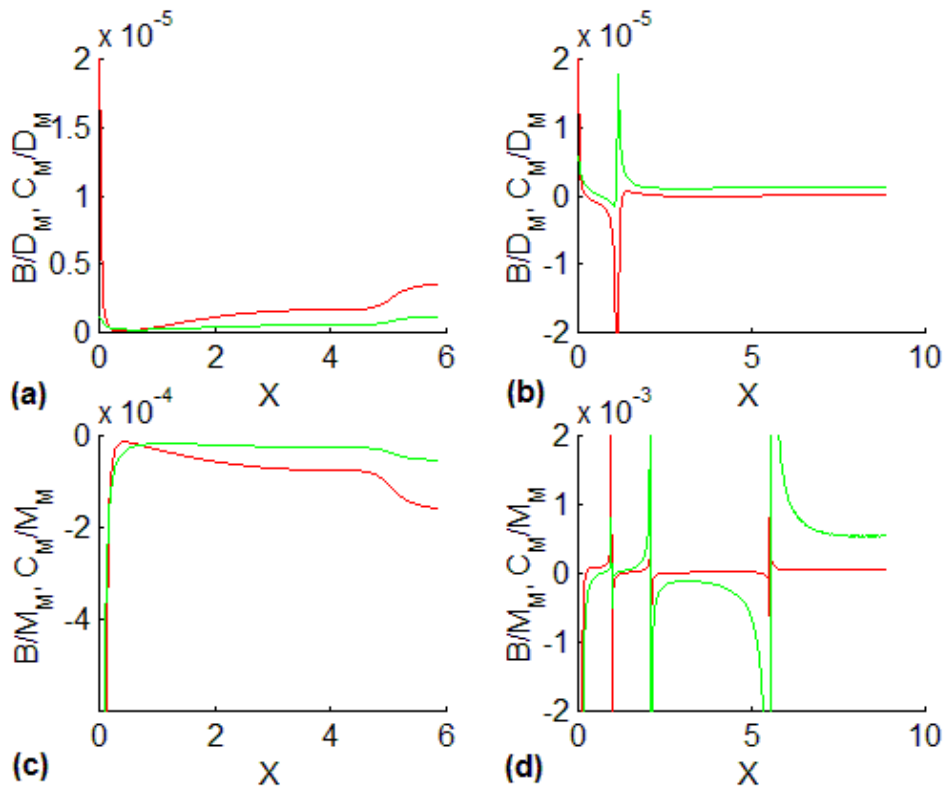 x 10^-5
2
1.5
1
0.5
0
0 2 4 6
B/D_M, C_M/D_M
X
(a)
x 10^-5
2
1
0
-1
-2
0 5 10
B/D_M, C_M/D_M
X
(b)
x 10^-4
0
-2
-4
0 2 4 6
B/M_M, C_M/M_M
X
(c)
x 10^-3
2
1
0
-1
-2
0 5 10
B/M_M, C_M/M_M
X
(d)